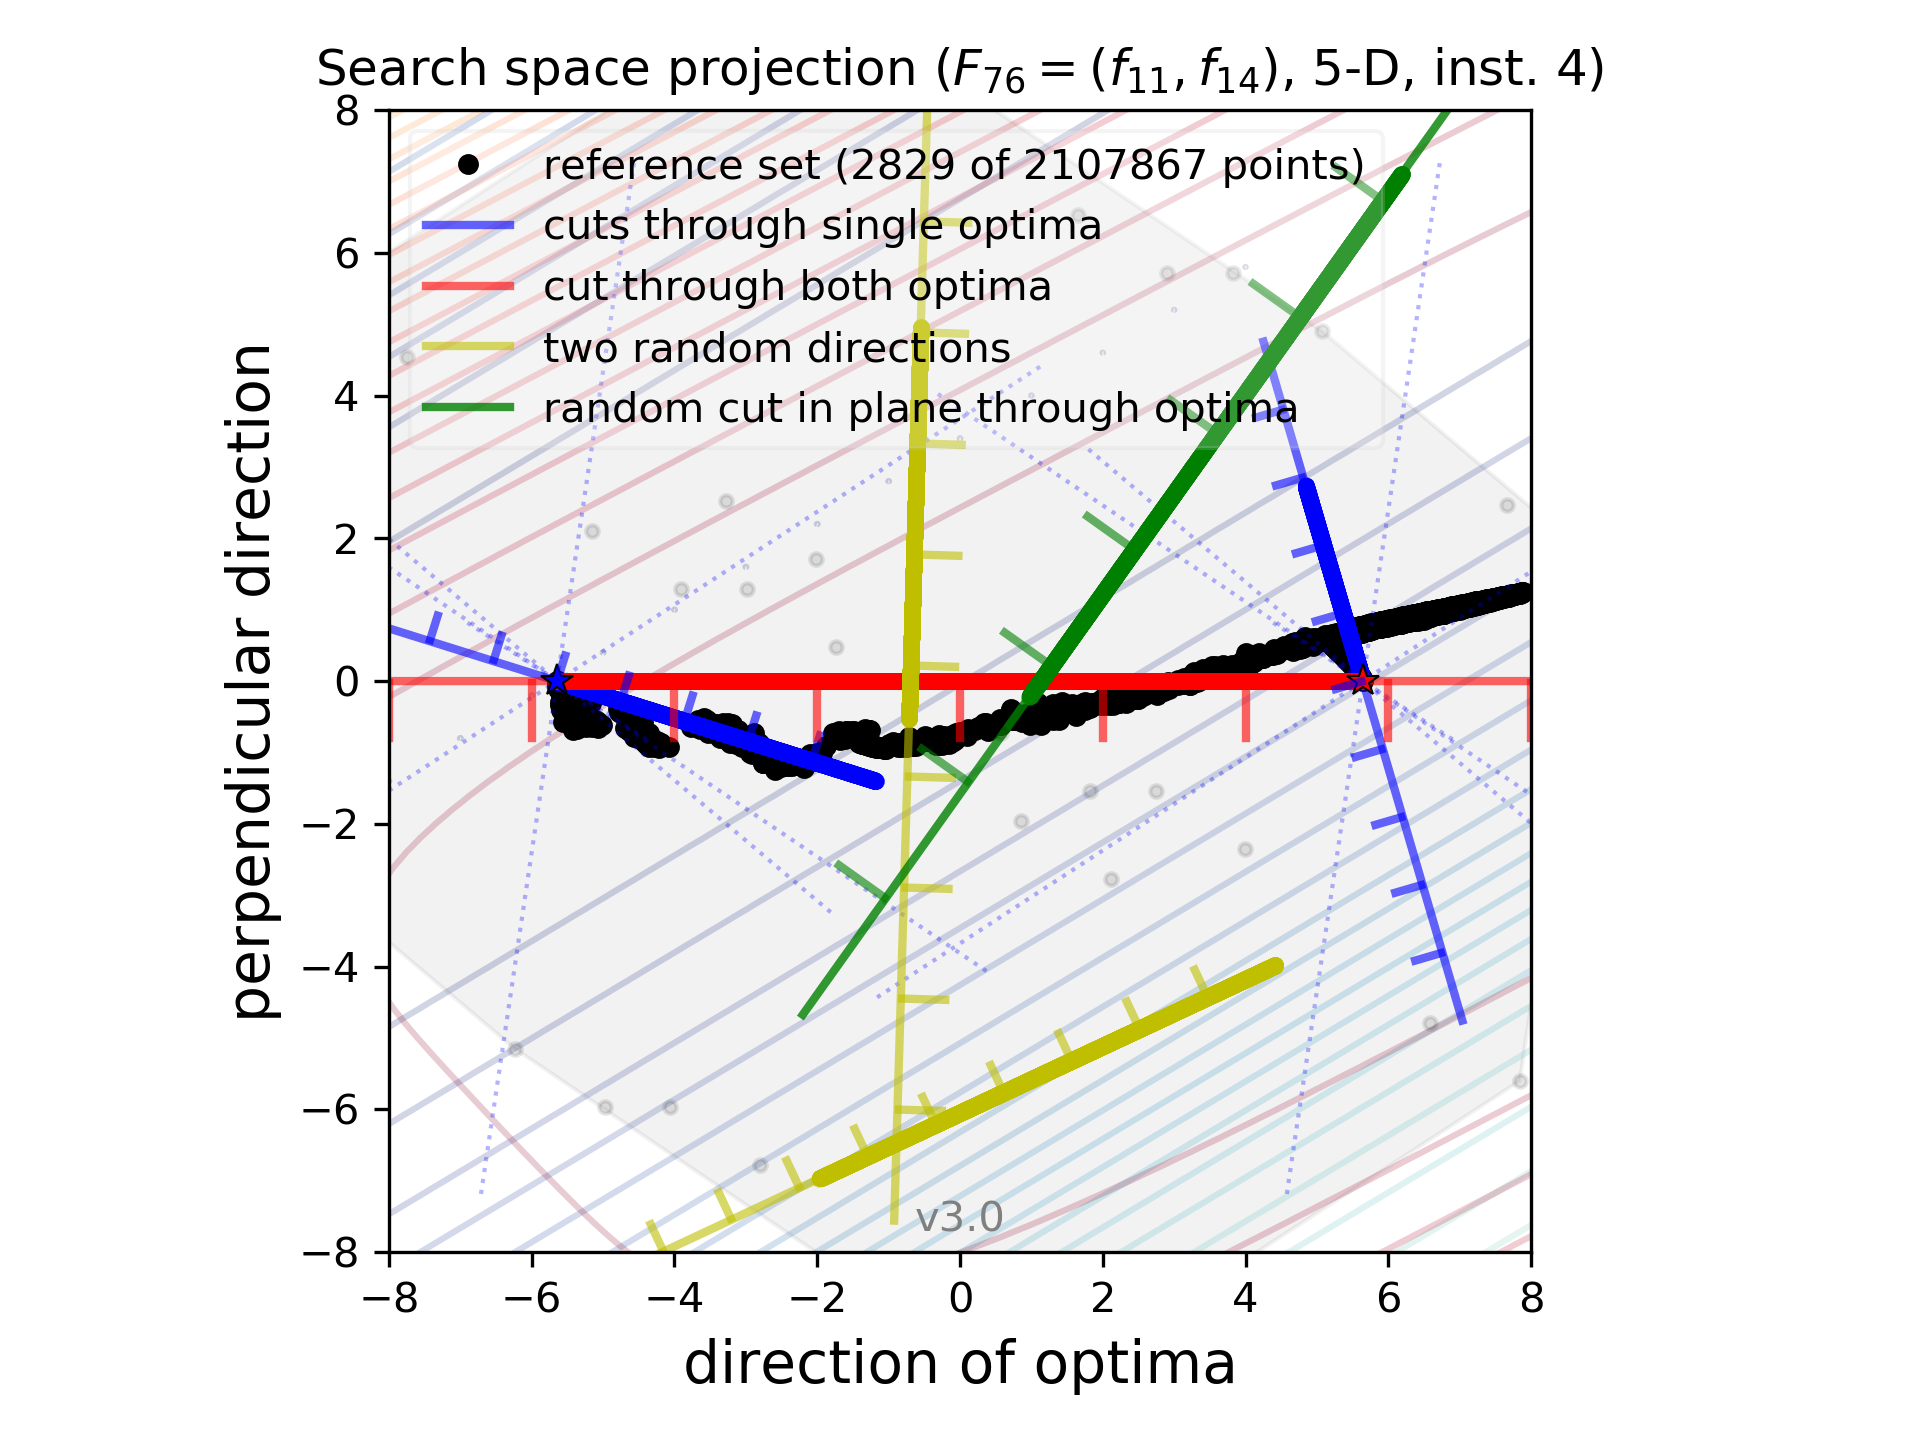 Search space projection (F76 = (f11, f14), 5-D, inst. 4)
reference set (2829 of 2107867 points)
cuts through single optima
cut through both optima
two random directions
random cut in plane through optima
perpendicular direction
8
6
4
2
0
−2
−4
−6
−8
v3.0
−8 −6 −4 −2 0 2 4 6 8
direction of optima